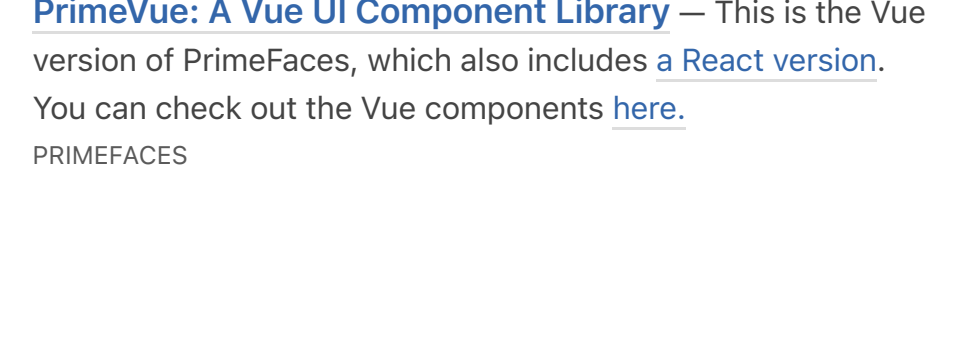 PrimeVue: A Vue UI Component Library — This is the Vue
version of PrimeFaces, which also includes a React version.
You can check out the Vue components here.
PRIMEFACES